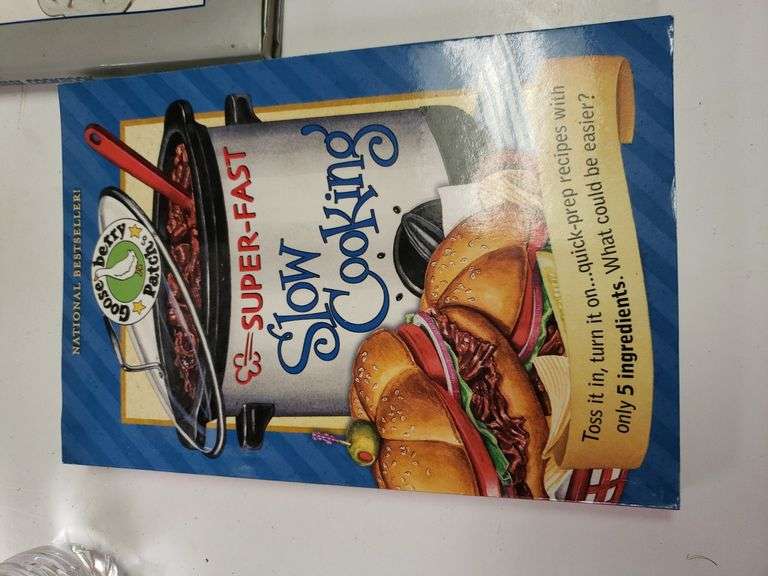 NATIONAL BESTSELLER!
Gooseberry
Patch
SUPER-FAST
Slow
Cooking
Toss it in, turn it on...quick-prep recipes with
only 5 ingredients. What could be easier?
COOKBOOK